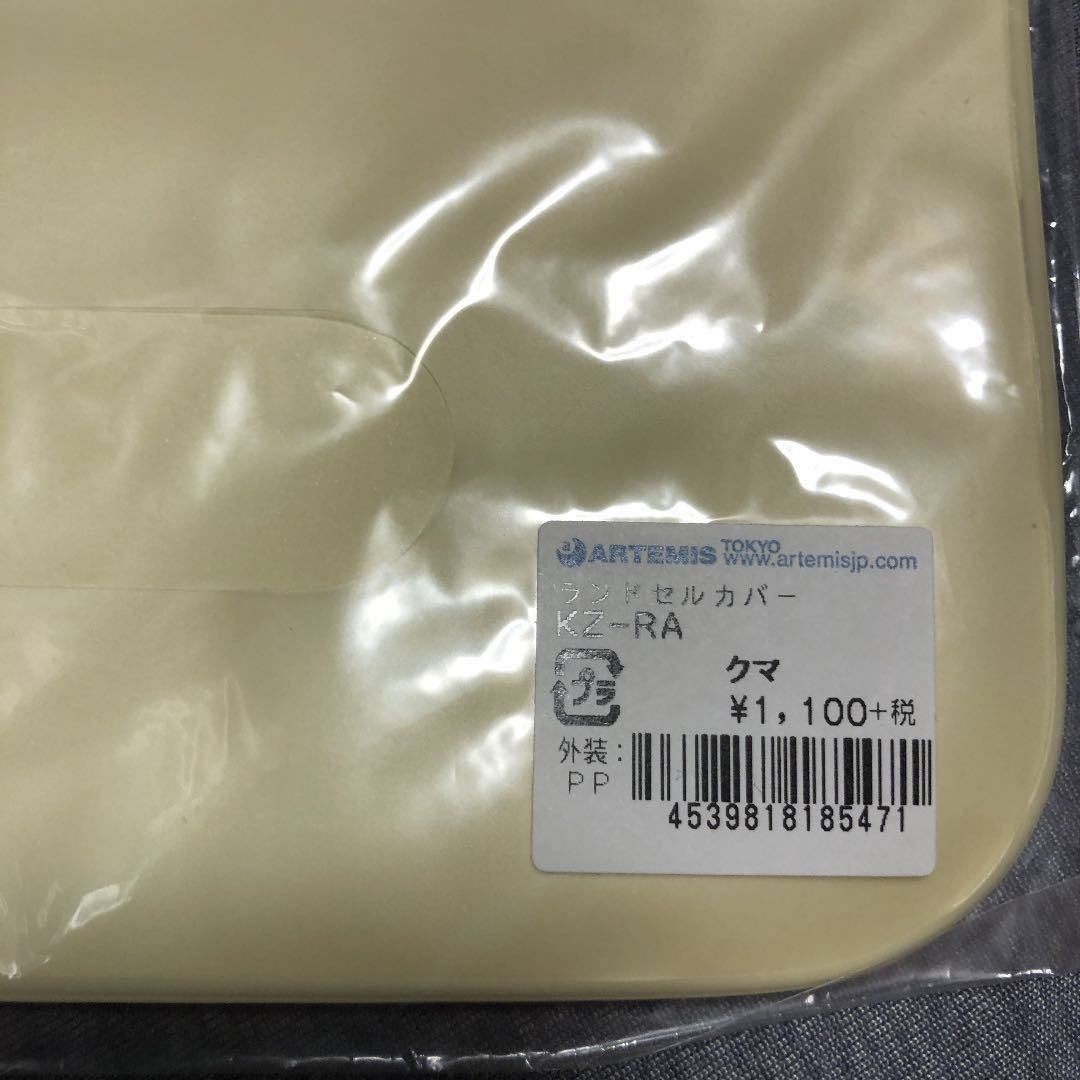 ARTEMIS TOKYO www.artemisjp.com
ランドセルカバー
KZ-RA
プラ
クマ
¥1,100+税
外装:
PP
4539818185471